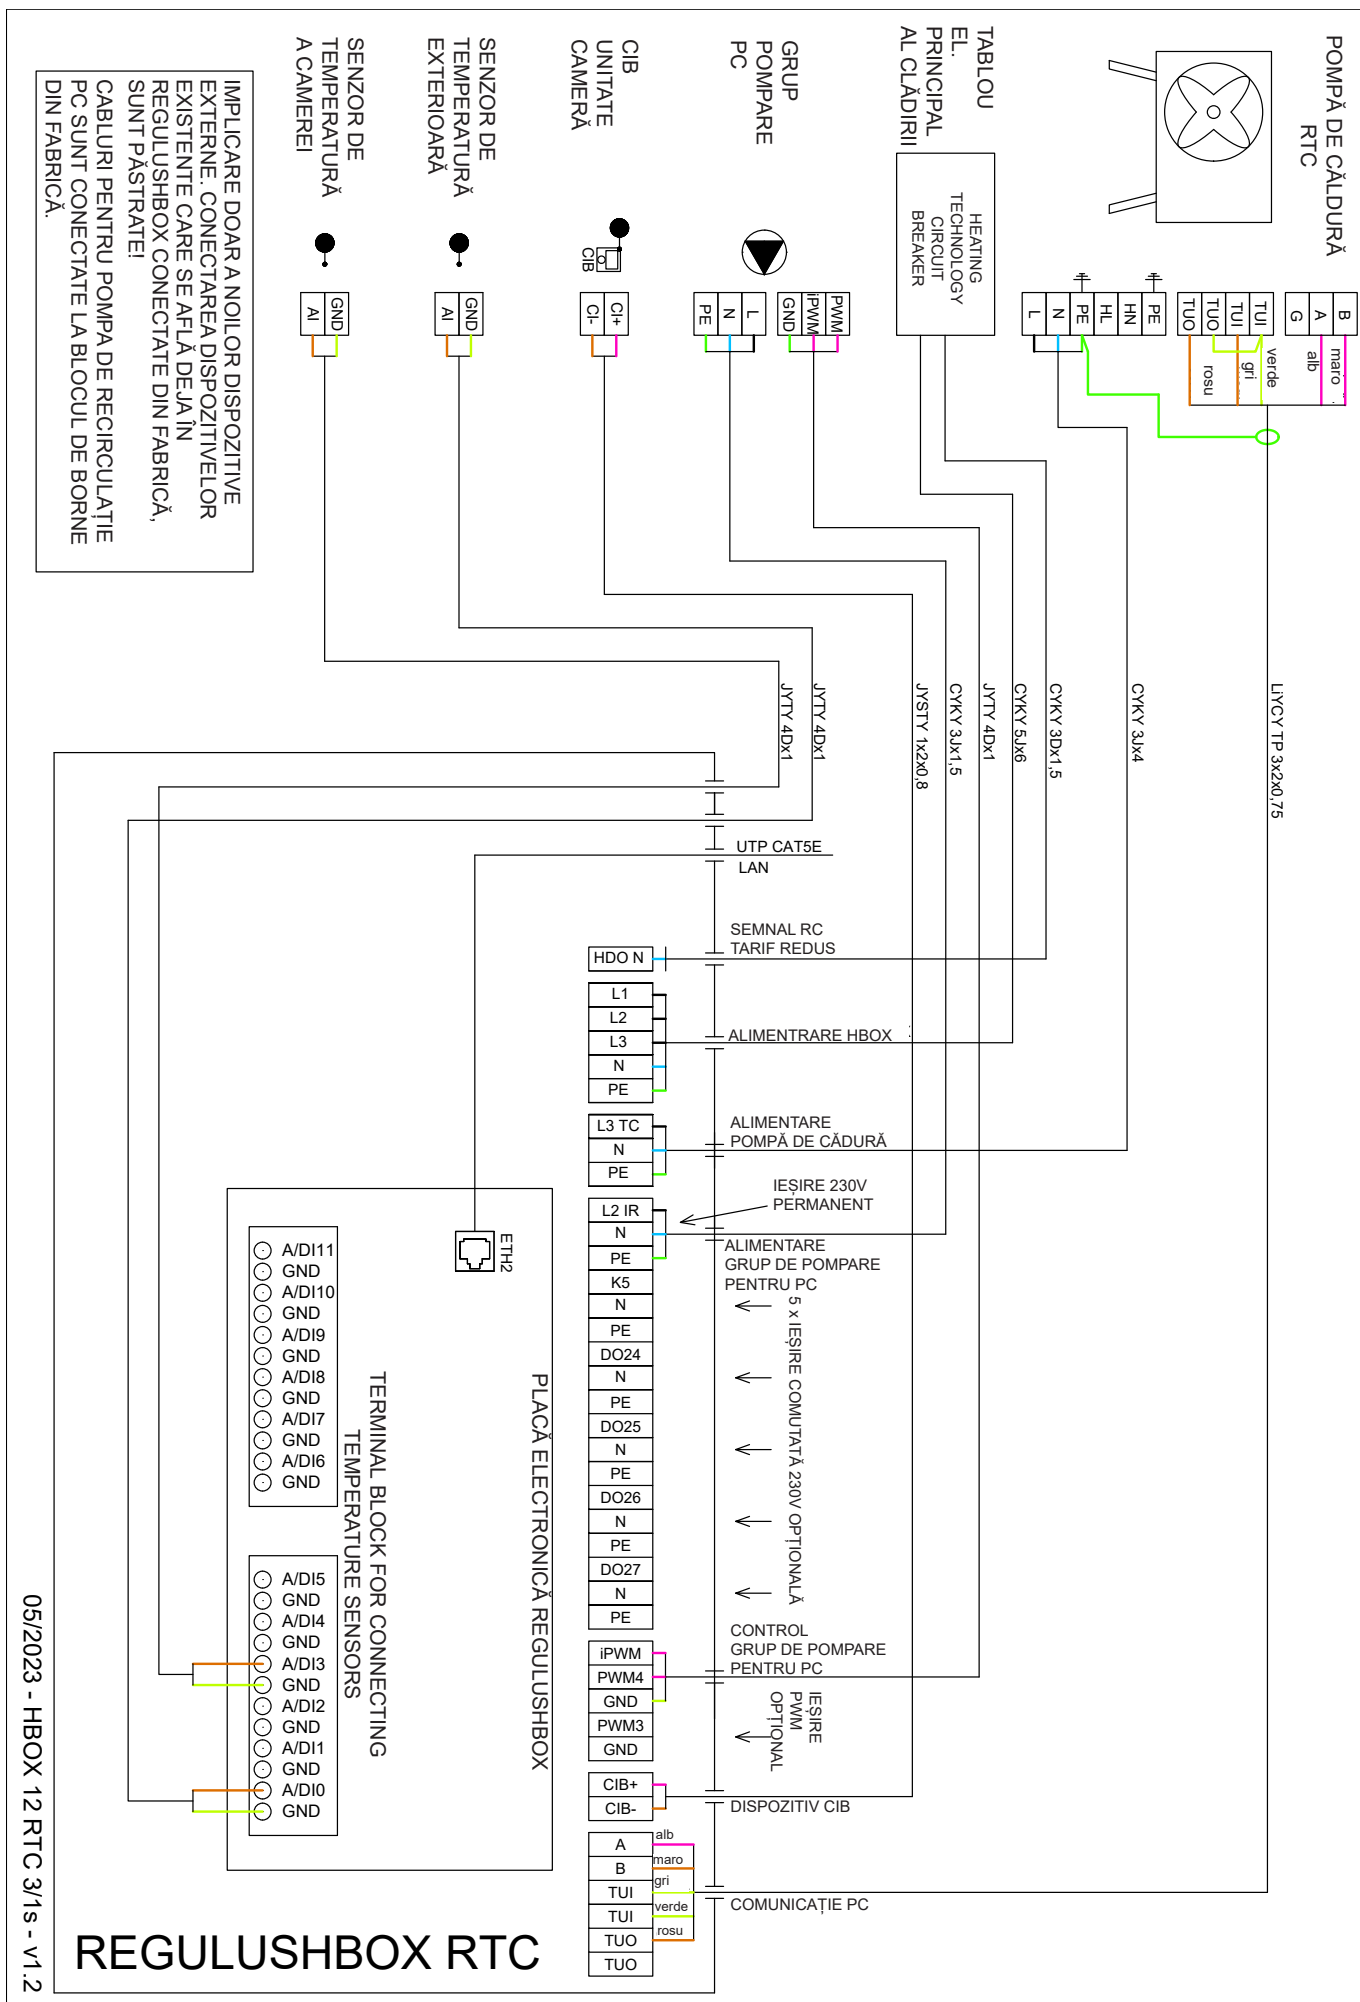 POMPĂ DE CĂLDURĂ
RTC
TABLOU
EL.
PRINCIPAL
AL CLĂDIRII
HEATING
TECHNOLOGY
CIRCUIT
BREAKER
GRUP
POMPARE
PC
CIB
UNITATE
CAMERĂ
CIB
SENZOR DE
TEMPERATURĂ
EXTERIOARĂ
SENZOR DE
TEMPERATURĂ
A CAMEREI
IMPLICARE DOAR A NOILOR DISPOZITIVE
EXTERNE. CONECTAREA DISPOZITIVELOR
EXISTENTE CARE SE AFLĂ DEJA ÎN
REGULUSHBOX CONECTATE DIN FABRICĂ,
SUNT PĂSTRATE!
CABLURI PENTRU POMPA DE RECIRCULAȚIE
PC SUNT CONECTATE LA BLOCUL DE BORNE
DIN FABRICĂ.
B
A
G
TUI
TUI
TUO
TUO
PE
HN
HL
PE
N
L
PWM
iPWM
GND
L
N
PE
CI+
CI-
GND
AI
GND
AI
maro
alb
verde
gri
rosu
LiYCY TP 3x2x0,75
CYKY 3Jx4
CYKY 3Dx1,5
CYKY 5Jx6
JYTY 4Dx1
CYKY 3Jx1,5
JYSTY 1x2x0,8
JYTY 4Dx1
JYTY 4Dx1
UTP CAT5E
LAN
SEMNAL RC
TARIF REDUS
HDO N
L1
L2
L3
N
PE
ALIMENTRARE HBOX
L3 TC
N
PE
ALIMENTARE
POMPĂ DE CĂDURĂ
IEȘIRE 230V
PERMANENT
L2 IR
N
PE
K5
N
PE
DO24
N
PE
DO25
N
PE
DO26
N
PE
DO27
N
PE
ALIMENTARE
GRUP DE POMPARE
PENTRU PC
5 x IEȘIRE COMUTATĂ 230V OPȚIONALĂ
CONTROL
GRUP DE POMPARE
PENTRU PC
iPWM
PWM4
GND
PWM3
GND
IEȘIRE
PWM
OPȚIONAL
CIB+
CIB-
DISPOZITIV CIB
A
B
TUI
TUI
TUO
TUO
alb
maro
gri
verde
rosu
COMUNICAȚIE PC
ETH2
PLACĂ ELECTRONICĂ REGULUSHBOX
TERMINAL BLOCK FOR CONNECTING
TEMPERATURE SENSORS
A/DI11
GND
A/DI10
GND
A/DI9
GND
A/DI8
GND
A/DI7
GND
A/DI6
GND
A/DI5
GND
A/DI4
GND
A/DI3
GND
A/DI2
GND
A/DI1
GND
A/DI0
GND
REGULUSHBOX RTC
05/2023 - HBOX 12 RTC 3/1s - v1.2